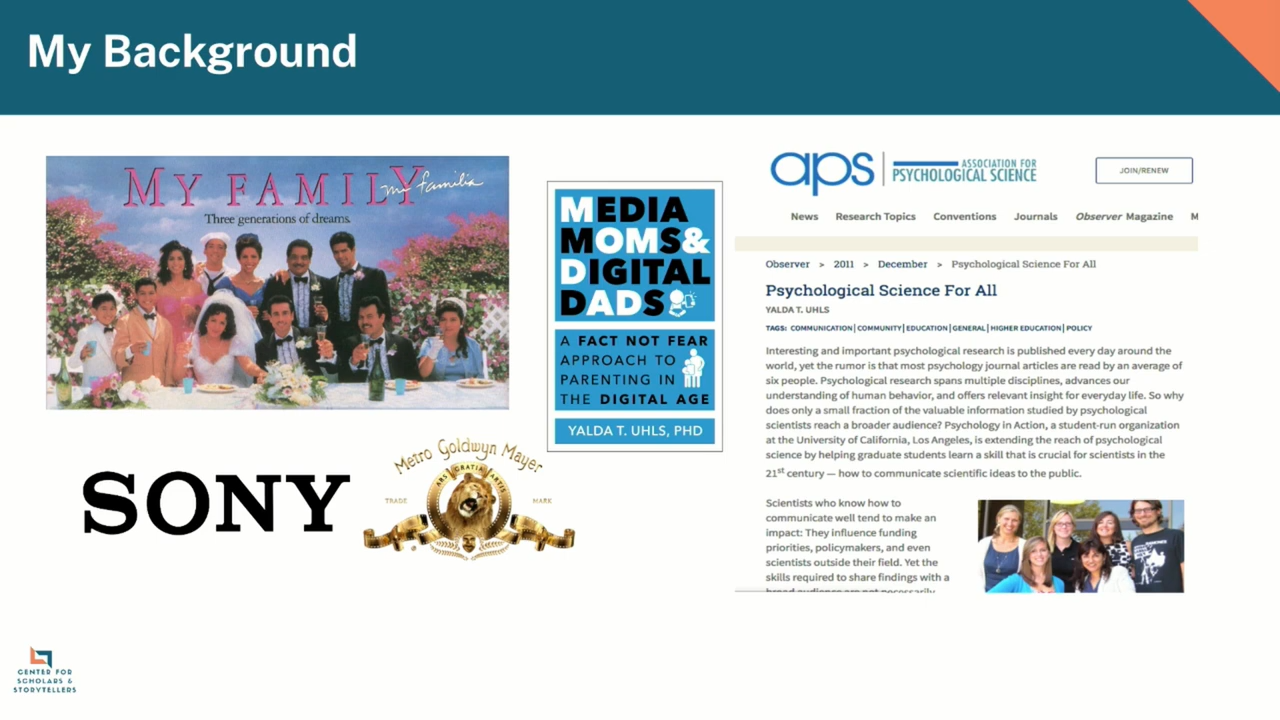 My Background
MY FAMILY
my familia
Three generations of dreams.
MEDIA
MOMS&
DIGITAL
DADS
A FACT NOT FEAR
APPROACH TO
PARENTING IN
THE DIGITAL AGE
YALDA T. UHLS, PHD
SONY
Metro Goldwyn Mayer
ARS GRATIA ARTIS
TRADE MARK
aps ASSOCIATION FOR
PSYCHOLOGICAL SCIENCE
JOIN/RENEW
News Research Topics Conventions Journals Observer Magazine M
Observer > 2011 > December > Psychological Science For All
Psychological Science For All
YALDA T. UHLS
TAGS: COMMUNICATION | COMMUNITY | EDUCATION | GENERAL | HIGHER EDUCATION | POLICY
Interesting and important psychological research is published every day around the
world, yet the rumor is that most psychology journal articles are read by an average of
six people. Psychological research spans multiple disciplines, advances our
understanding of human behavior, and offers relevant insight for everyday life. So why
does only a small fraction of the valuable information studied by psychological
scientists reach a broader audience? Psychology in Action, a student-run organization
at the University of California, Los Angeles, is extending the reach of psychological
science by helping graduate students learn a skill that is crucial for scientists in the
21st century — how to communicate scientific ideas to the public.
Scientists who know how to
communicate well tend to make an
impact: They influence funding
priorities, policymakers, and even
scientists outside their field. Yet the
skills required to share findings with a
broad audience are not necessarily
CENTER FOR
SCHOLARS &
STORYTELLERS